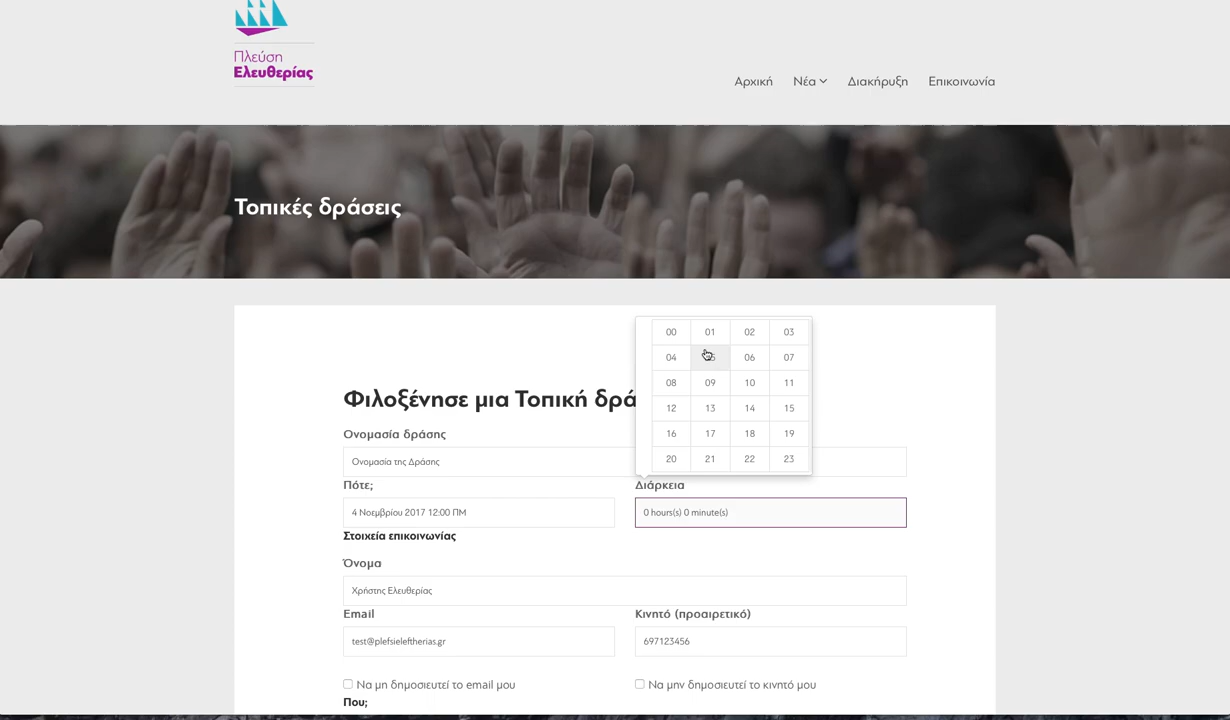 Πλεύση
Ελευθερίας
Αρχική Νέα Διακήρυξη Επικοινωνία
Τοπικές δράσεις
00 01 02 03
04 06 07
08 09 10 11
12 13 14 15
16 17 18 19
20 21 22 23
Φιλοξένησε μια Τοπική δρά
Ονομασία δράσης
Ονομασία της Δράσης
Πότε; Διάρκεια
4 Νοεμβρίου 2017 12:00 ΠΜ 0 hours(s) 0 minute(s)
Στοιχεία επικοινωνίας
Όνομα
Χρήστης Ελευθερίας
Email Κινητό (προαιρετικό)
test@plefsieleftherias.gr 697123456
Να μη δημοσιευτεί το email μου Να μην δημοσιευτεί το κινητό μου
Που;